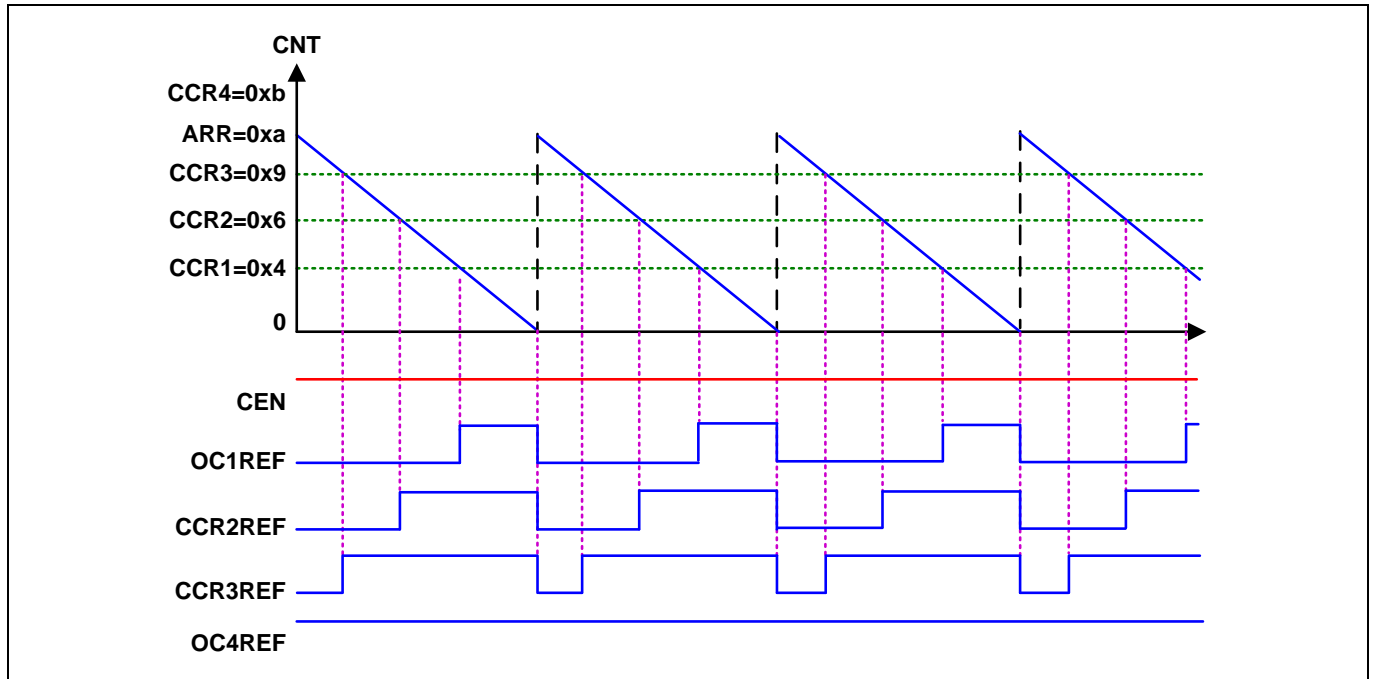 CNT
CCR4=0xb
ARR=0xa
CCR3=0x9
CCR2=0x6
CCR1=0x4
0
CEN
OC1REF
CCR2REF
CCR3REF
OC4REF